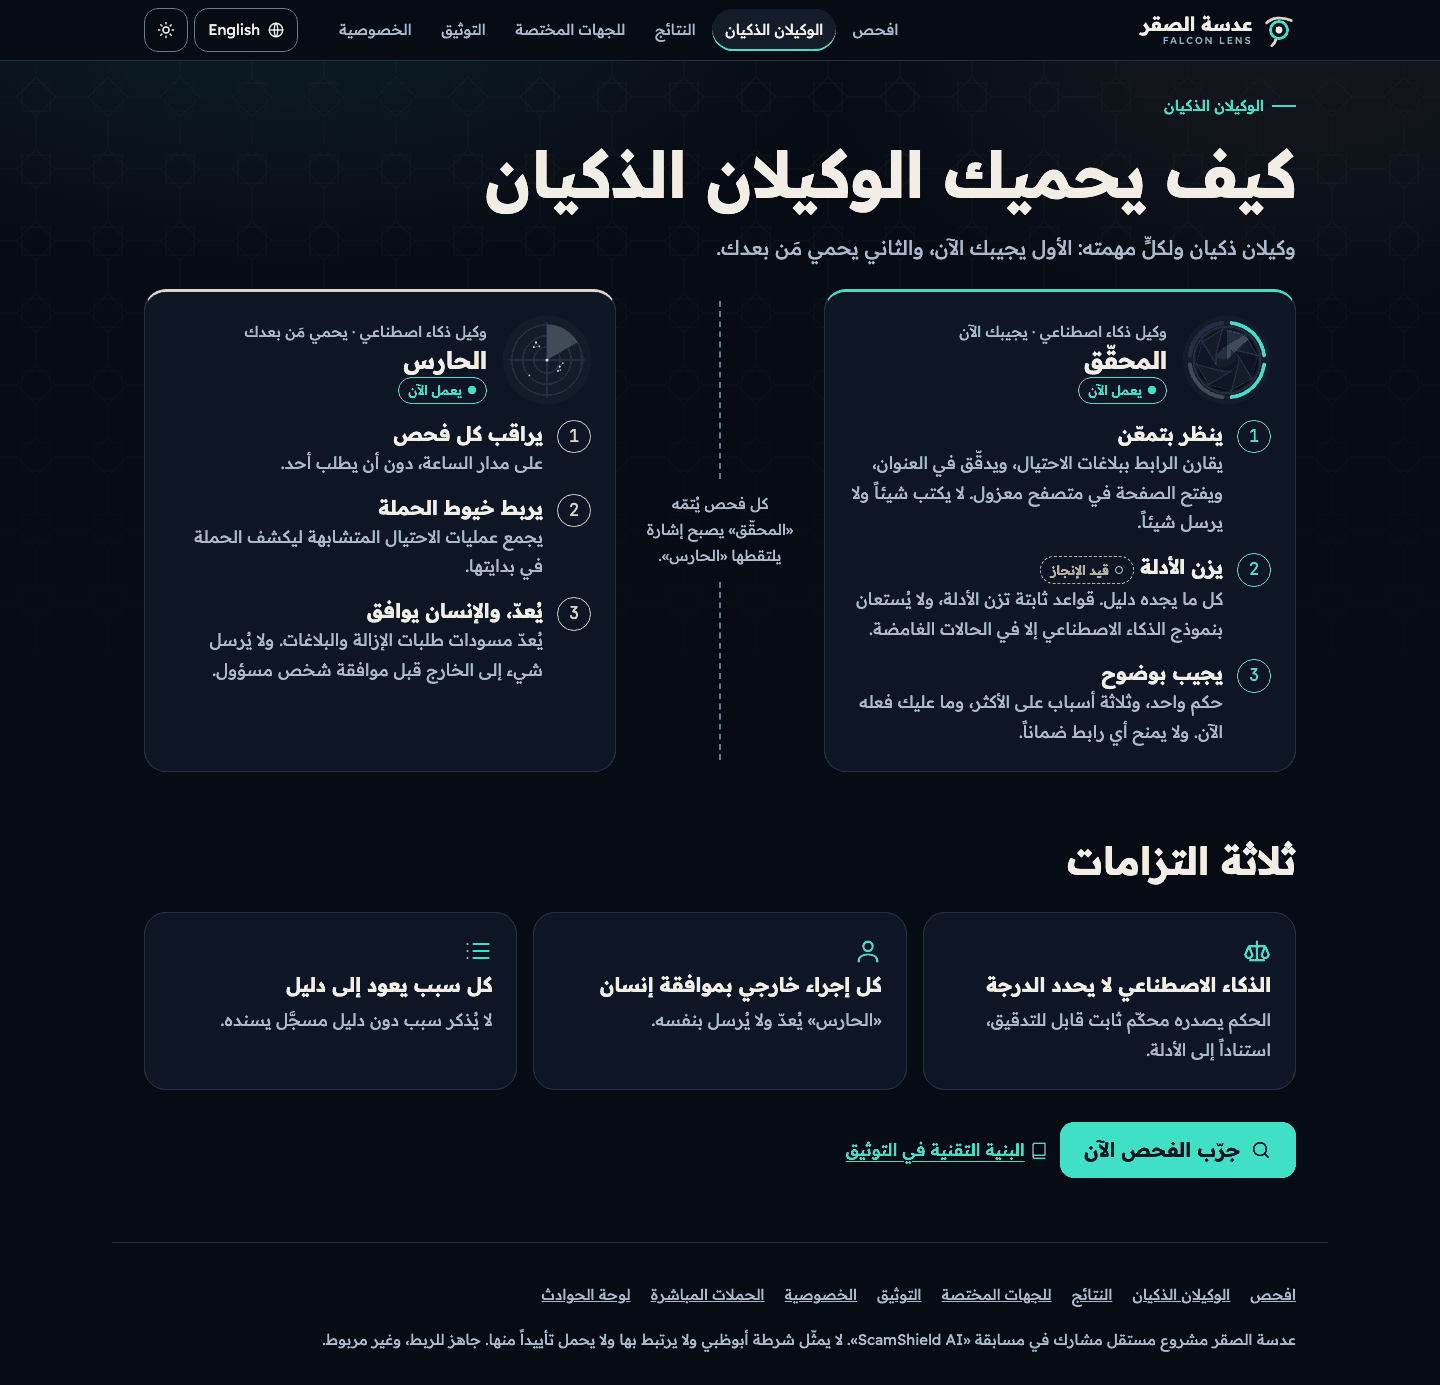 عدسة الصقر
FALCON LENS
افحص
الوكيلان الذكيان
النتائج
للجهات المختصة
التوثيق
الخصوصية
English
الوكيلان الذكيان
كيف يحميك الوكيلان الذكيان
وكيلان ذكيان ولكلٍّ مهمته: الأول يجيبك الآن، والثاني يحمي مَن بعدك.
وكيل ذكاء اصطناعي · يجيبك الآن
المحقّق
يعمل الآن
1
ينظر بتمعّن
يقارن الرابط ببلاغات الاحتيال، ويدقّق في العنوان،
ويفتح الصفحة في متصفح معزول. لا يكتب شيئاً ولا
يرسل شيئاً.
2
يزن الأدلة
قيد الإنجاز
كل ما يجده دليل. قواعد ثابتة تزن الأدلة، ولا يُستعان
بنموذج الذكاء الاصطناعي إلا في الحالات الغامضة.
3
يجيب بوضوح
حكم واحد، وثلاثة أسباب على الأكثر، وما عليك فعله
الآن. ولا يمنح أي رابط ضماناً.
كل فحص يُتمّه
«المحقّق» يصبح إشارة
يلتقطها «الحارس».
وكيل ذكاء اصطناعي · يحمي مَن بعدك
الحارس
يعمل الآن
1
يراقب كل فحص
على مدار الساعة، دون أن يطلب أحد.
2
يربط خيوط الحملة
يجمع عمليات الاحتيال المتشابهة ليكشف الحملة
في بدايتها.
3
يُعدّ، والإنسان يوافق
يُعدّ مسودات طلبات الإزالة والبلاغات. ولا يُرسل
شيء إلى الخارج قبل موافقة شخص مسؤول.
ثلاثة التزامات
الذكاء الاصطناعي لا يحدد الدرجة
الحكم يصدره محكّم ثابت قابل للتدقيق،
استناداً إلى الأدلة.
كل إجراء خارجي بموافقة إنسان
«الحارس» يُعدّ ولا يُرسل بنفسه.
كل سبب يعود إلى دليل
لا يُذكر سبب دون دليل مسجَّل يسنده.
جرّب الفحص الآن
البنية التقنية في التوثيق
افحص
الوكيلان الذكيان
النتائج
للجهات المختصة
التوثيق
الخصوصية
الحملات المباشرة
لوحة الحوادث
عدسة الصقر مشروع مستقل مشارك في مسابقة «ScamShield AI». لا يمثّل شرطة أبوظبي ولا يرتبط بها ولا يحمل تأييداً منها. جاهز للربط، وغير مربوط.